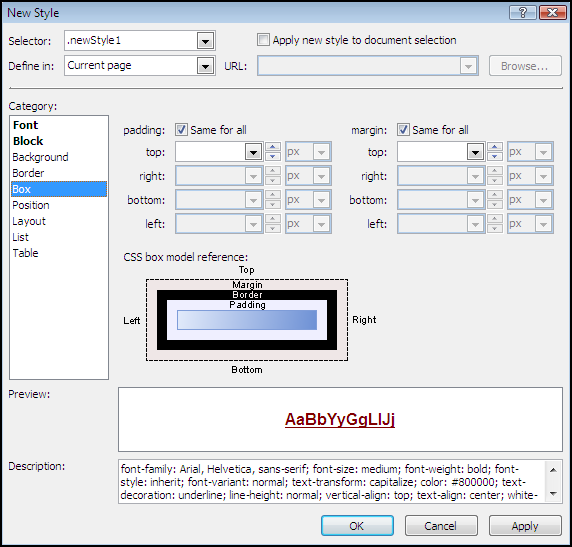 New Style
Selector: .newStyle1 Apply new style to document selection
Define in: Current page URL: Browse...
Category:
Font
Block
Background
Border
Box
Position
Layout
List
Table
padding: Same for all
top: px
right: px
bottom: px
left: px
margin: Same for all
top: px
right: px
bottom: px
left: px
CSS box model reference:
Top
Margin
Border
Padding
Left
Right
Bottom
Preview:
AaBbYyGgLlJj
Description:
font-family: Arial, Helvetica, sans-serif; font-size: medium; font-weight: bold; font-
style: inherit; font-variant: normal; text-transform: capitalize; color: #800000; text-
decoration: underline; line-height: normal; vertical-align: top; text-align: center; white-
OK Cancel Apply